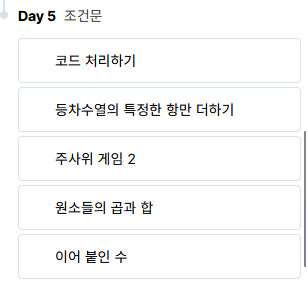 Day 5 조건문
코드 처리하기
등차수열의 특정한 항만 더하기
주사위 게임 2
원소들의 곱과 합
이어 붙인 수